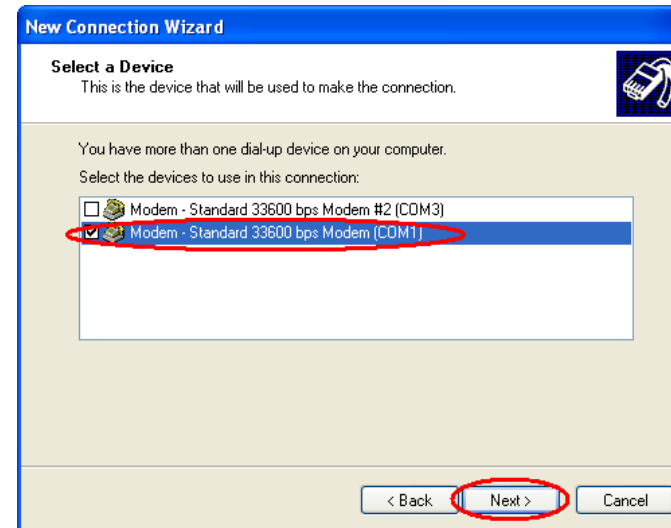 New Connection Wizard
Select a Device
This is the device that will be used to make the connection.
You have more than one dial-up device on your computer.
Select the devices to use in this connection:
Modem - Standard 33600 bps Modem #2 (COM3)
Modem - Standard 33600 bps Modem (COM1)
< Back Next > Cancel